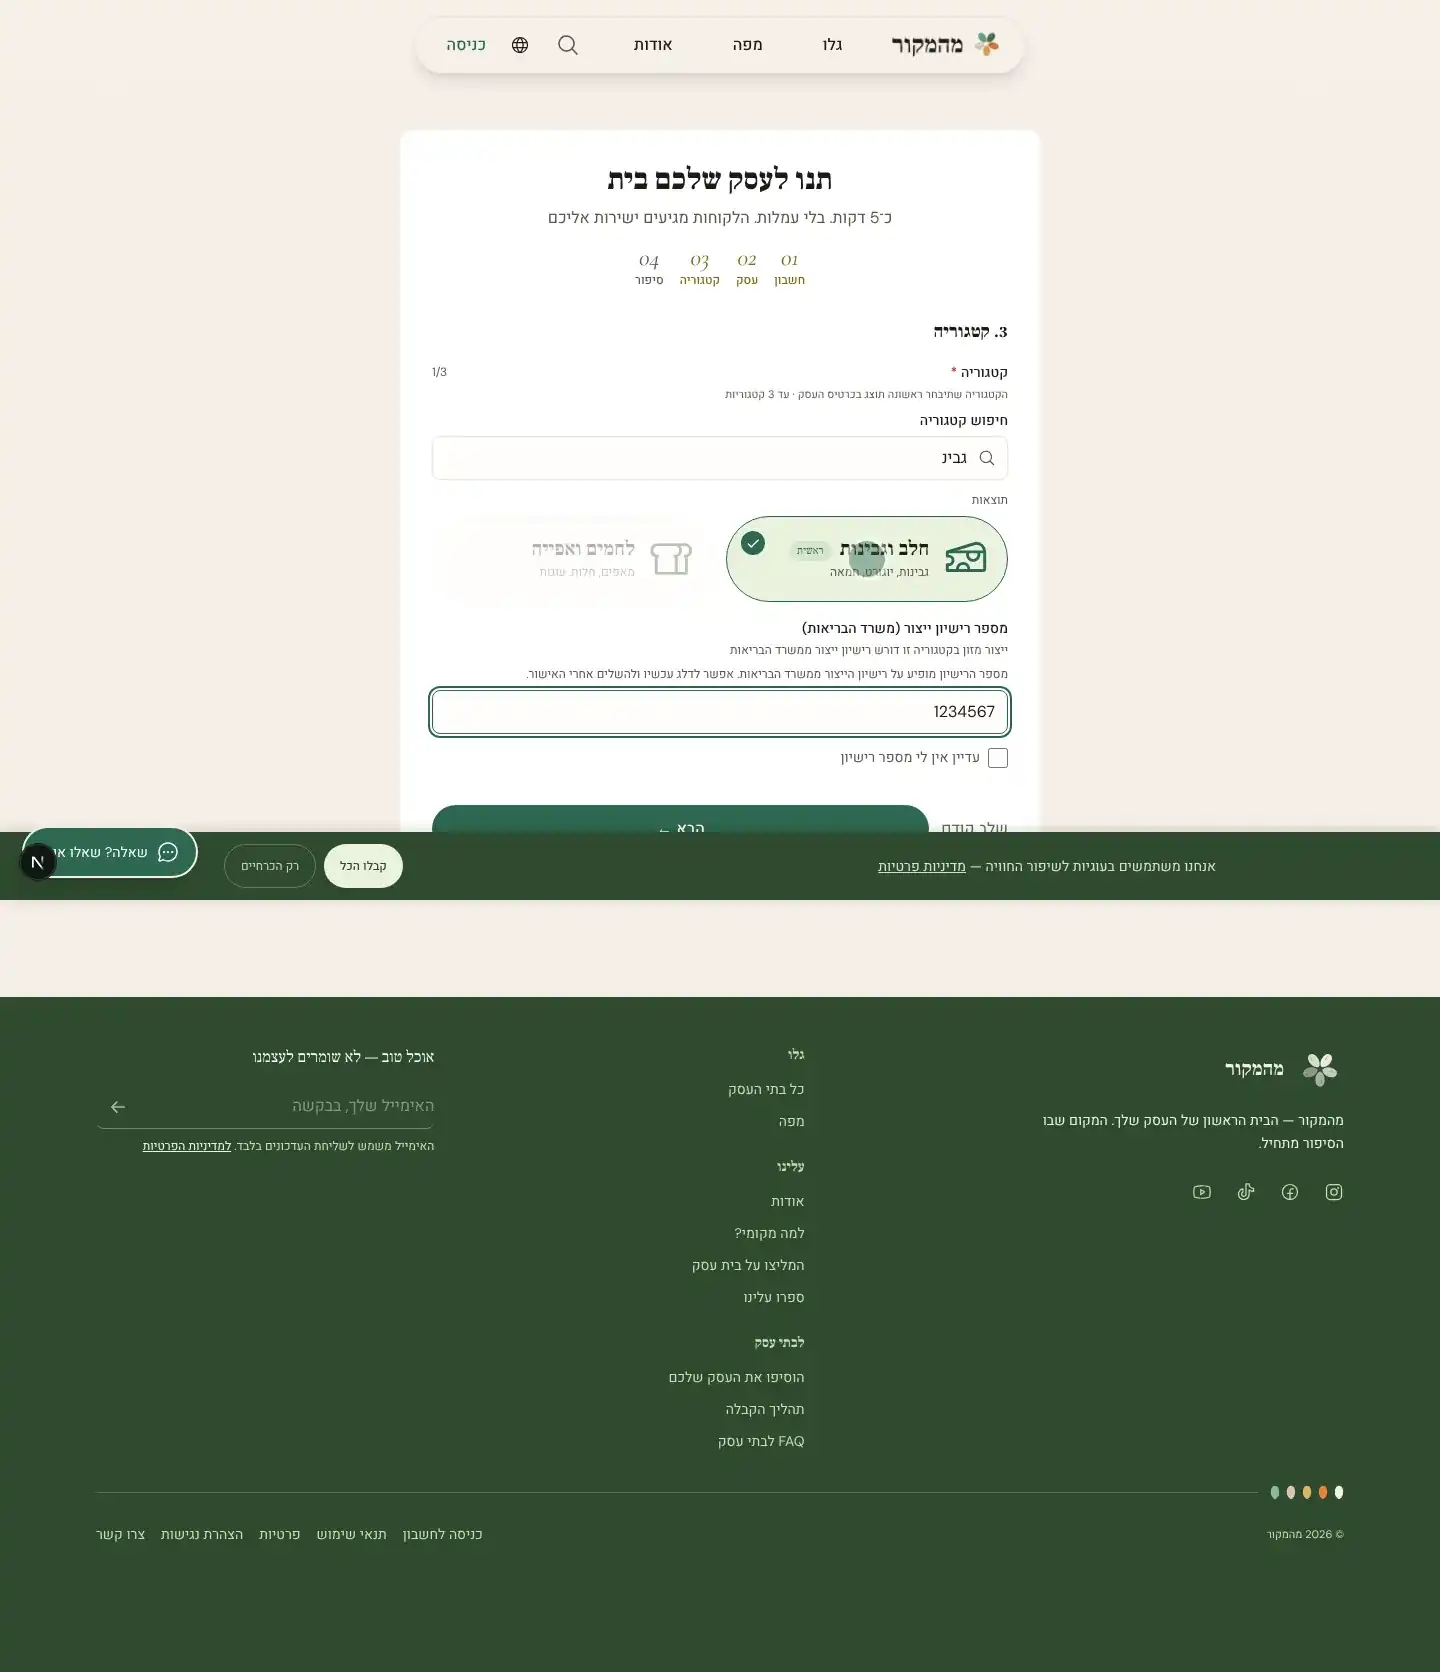 מהמקור
גלו
מפה
אודות
כניסה
תנו לעסק שלכם בית
כ־5 דקות. בלי עמלות. הלקוחות מגיעים ישירות אליכם
01 02 03 04
חשבון עסק קטגוריה סיפור
3. קטגוריה
קטגוריה *
1/3
הקטגוריה שתיבחר ראשונה תוצג בכרטיס העסק · עד 3 קטגוריות
חיפוש קטגוריה
גבינ
תוצאות
חלב וגבינות ראשית
גבינות, יוגורט, חמאה
לחמים ואפייה
מאפים, חלות, עוגות
מספר רישיון ייצור (משרד הבריאות)
ייצור מזון בקטגוריה זו דורש רישיון ייצור ממשרד הבריאות
מספר הרישיון מופיע על רישיון הייצור ממשרד הבריאות. אפשר לדלג עכשיו ולהשלים אחרי האישור.
1234567
עדיין אין לי מספר רישיון
שלב קודם
הבא ←
אנחנו משתמשים בעוגיות לשיפור החוויה — מדיניות פרטיות
קבלו הכל
רק הכרחיים
שאלה? שאלו
N
מהמקור
מהמקור — הבית הראשון של העסק שלך. המקום שבו
הסיפור מתחיל.
גלו
כל בתי העסק
מפה
עלינו
אודות
למה מקומי?
המליצו על בית עסק
ספרו עלינו
לבתי עסק
הוסיפו את העסק שלכם
תהליך הקבלה
FAQ לבתי עסק
אוכל טוב — לא שומרים לעצמנו
האימייל שלך, בבקשה
האימייל משמש לשליחת העדכונים בלבד. למדיניות הפרטיות
© 2026 מהמקור
כניסה לחשבון
תנאי שימוש
פרטיות
הצהרת נגישות
צרו קשר